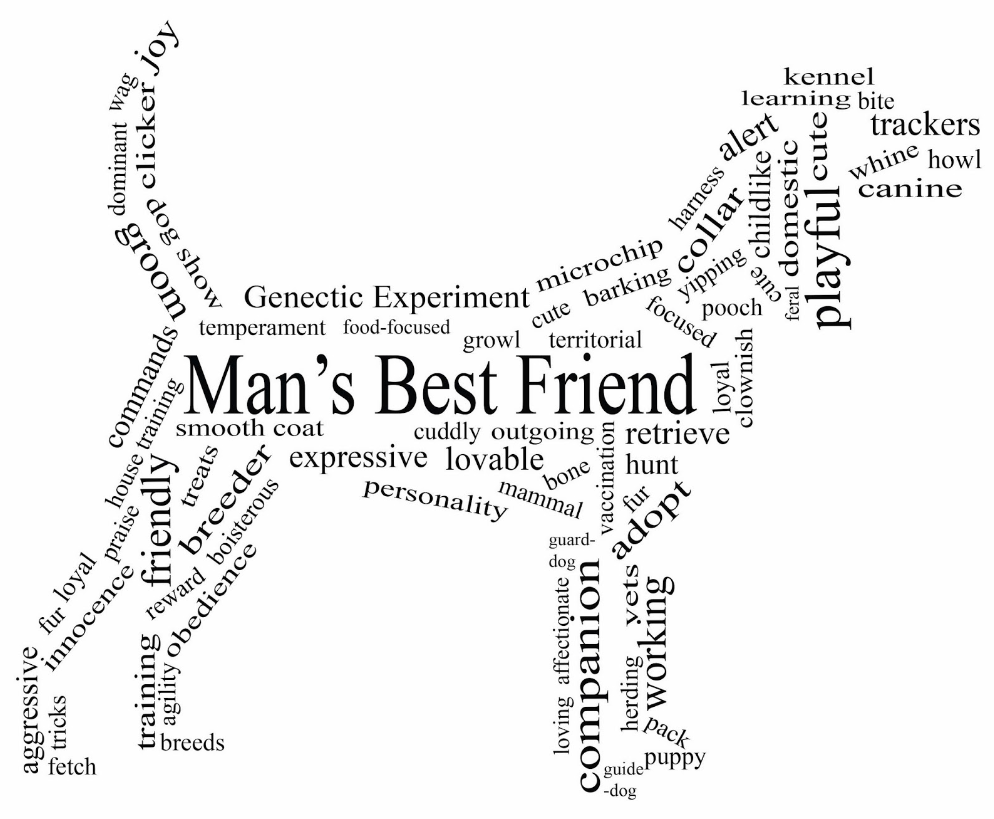 joy
wag
clicker
dominant
dog show
groom
kennel
learning
bite
trackers
whine
howl
canine
alert
cute
harness
collar
childlike
domestic
playful
microchip
barking
yipping
cute
feral
Genectic Experiment
cute
focused
pooch
temperament
food-focused
growl
territorial
Man's Best Friend
loyal
clownish
commands
house training
smooth coat
cuddly
outgoing
retrieve
expressive
lovable
bone
vaccination
hunt
personality
mammal
fur
adopt
treats
breeder
boisterous
friendly
praise
reward
obedience
loyal
fur
innocence
aggressive
tricks
fetch
training
agility
breeds
guard-
dog
affectionate
loving
companion
vets
working
herding
pack
puppy
guide
-dog